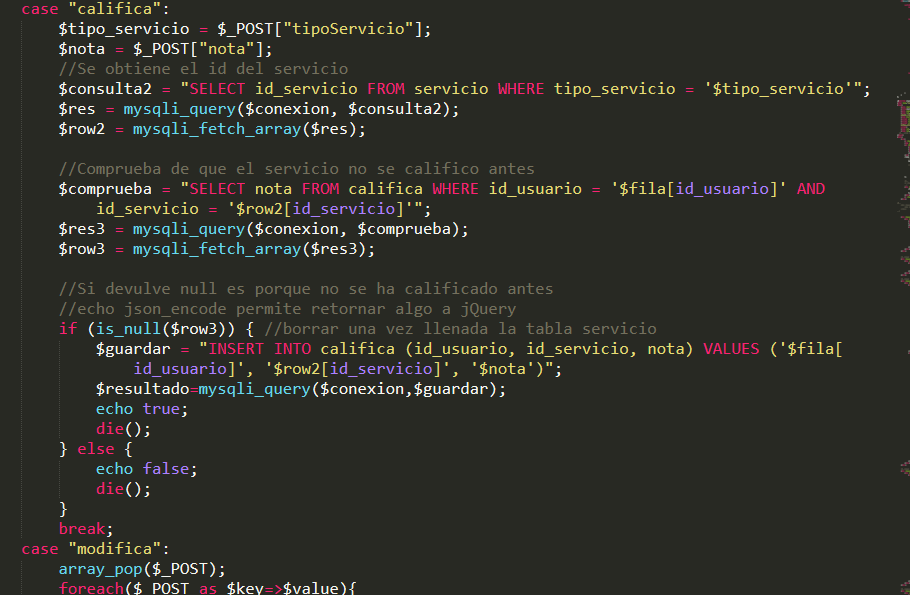 case "califica":
$tipo_servicio = $_POST["tipoServicio"];
$nota = $_POST["nota"];
//Se obtiene el id del servicio
$consulta2 = "SELECT id_servicio FROM servicio WHERE tipo_servicio = '$tipo_servicio'";
$res = mysqli_query($conexion, $consulta2);
$row2 = mysqli_fetch_array($res);
//Comprueba de que el servicio no se califico antes
$comprueba = "SELECT nota FROM califica WHERE id_usuario = '$fila[id_usuario]' AND
id_servicio = '$row2[id_servicio]'";
$res3 = mysqli_query($conexion, $comprueba);
$row3 = mysqli_fetch_array($res3);
//Si devulve null es porque no se ha calificado antes
//echo json_encode permite retornar algo a jQuery
if (is_null($row3)) { //borrar una vez llenada la tabla servicio
$guardar = "INSERT INTO califica (id_usuario, id_servicio, nota) VALUES ('$fila[
id_usuario]', '$row2[id_servicio]', '$nota')";
$resultado=mysqli_query($conexion,$guardar);
echo true;
die();
} else {
echo false;
die();
}
break;
case "modifica":
array_pop($_POST);
foreach($_POST as $key=>$value){